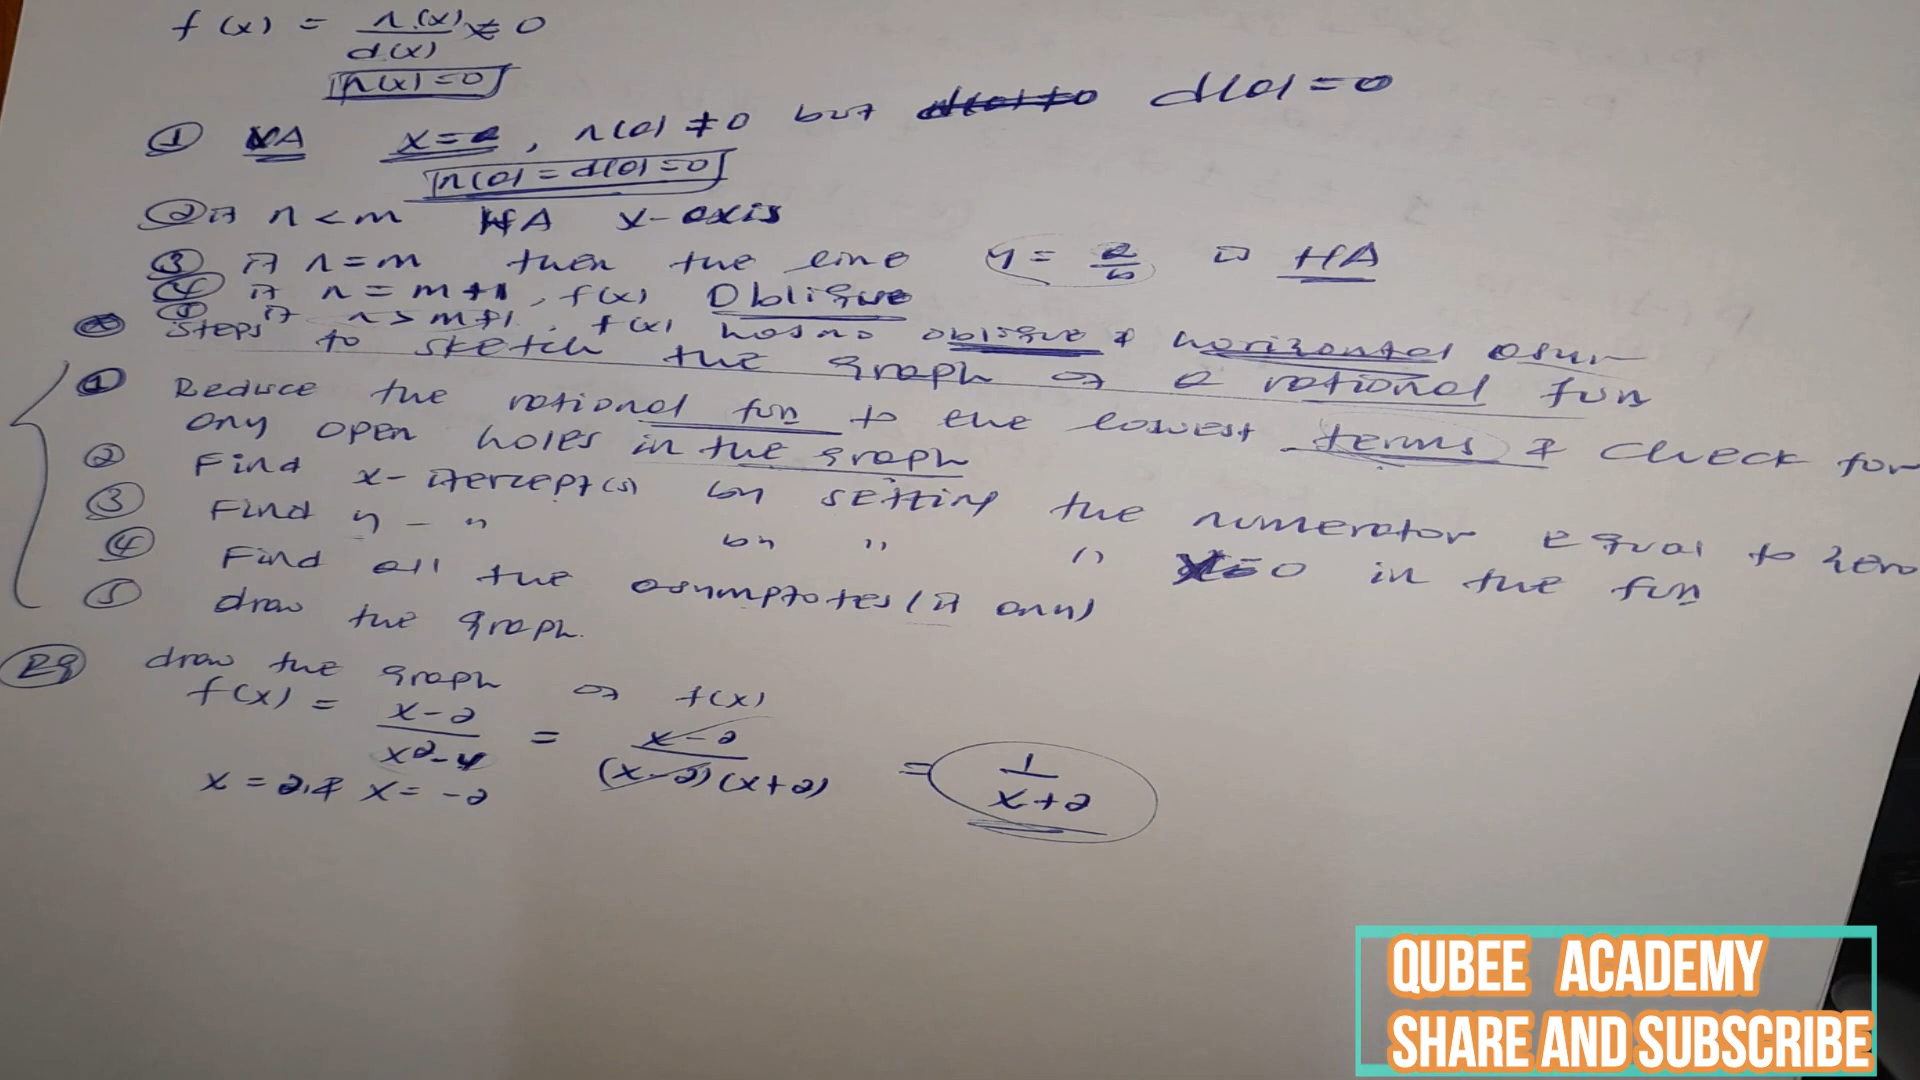 f(x) = n(x)/d(x) ≠ 0
n(x)=0
① VA x=a, n(a) ≠ 0 but d(a)=0
n(a) = d(a) = 0
② if n < m HA x-axis
③ if n = m then the line y = a/b is HA
④ if n = m+1, f(x) Oblique
⑤ if n > m+1, f(x) has no oblique & horizontal asym
Steps to sketch the graph of a rational fun
① Reduce the rational fun to the lowest terms & check for
any open holes in the graph
② Find x-itercept(s) by setting the numerator equal to zero
③ Find y - " by " " x=0 in the fun
④ Find all the asymptotes (if any)
⑤ draw the graph.
Eg draw the graph of f(x)
f(x) = x-2/x²-4 = x-2/(x-2)(x+2) = 1/x+2
x = 2 & x = -2
QUBEE ACADEMY
SHARE AND SUBSCRIBE